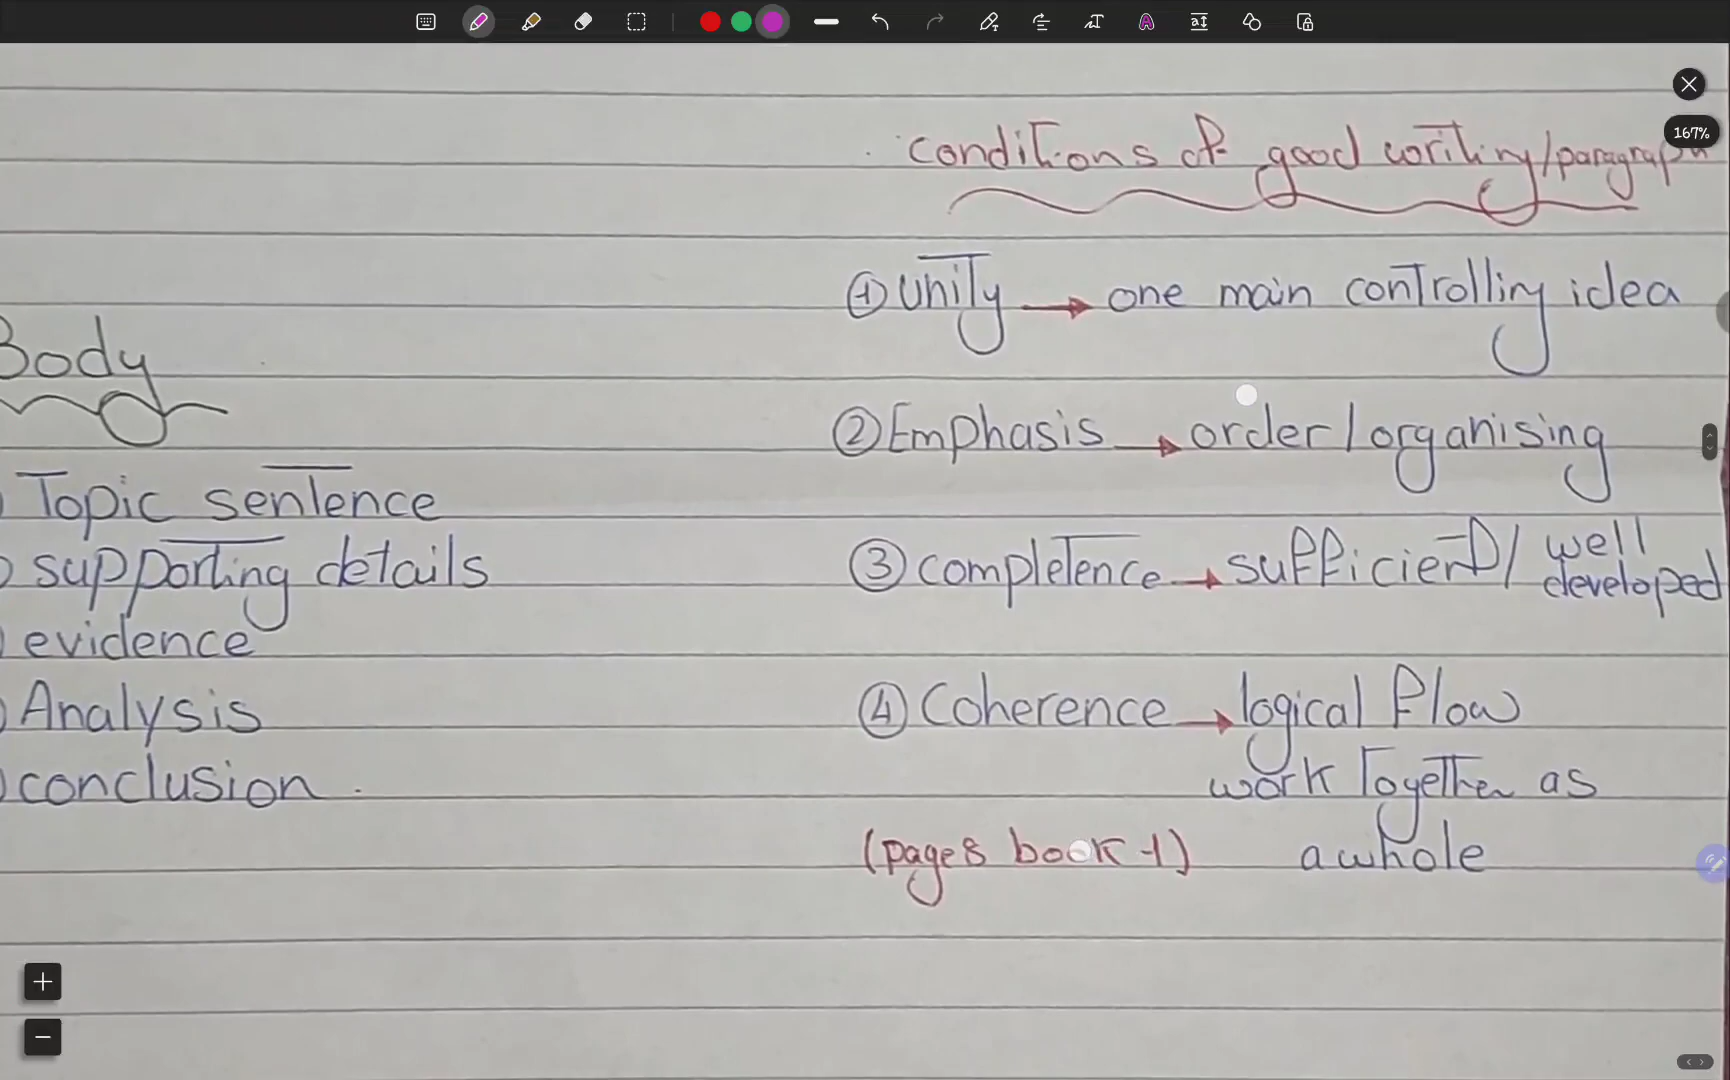 167%
conditions of good writing/paragraph
① Unity → one main controlling idea
② Emphasis → order / organising
③ completence → sufficient / well developed
④ Coherence → logical flow
work together as
a whole
(pages book 1)
Body
Topic sentence
supporting details
evidence
Analysis
conclusion .